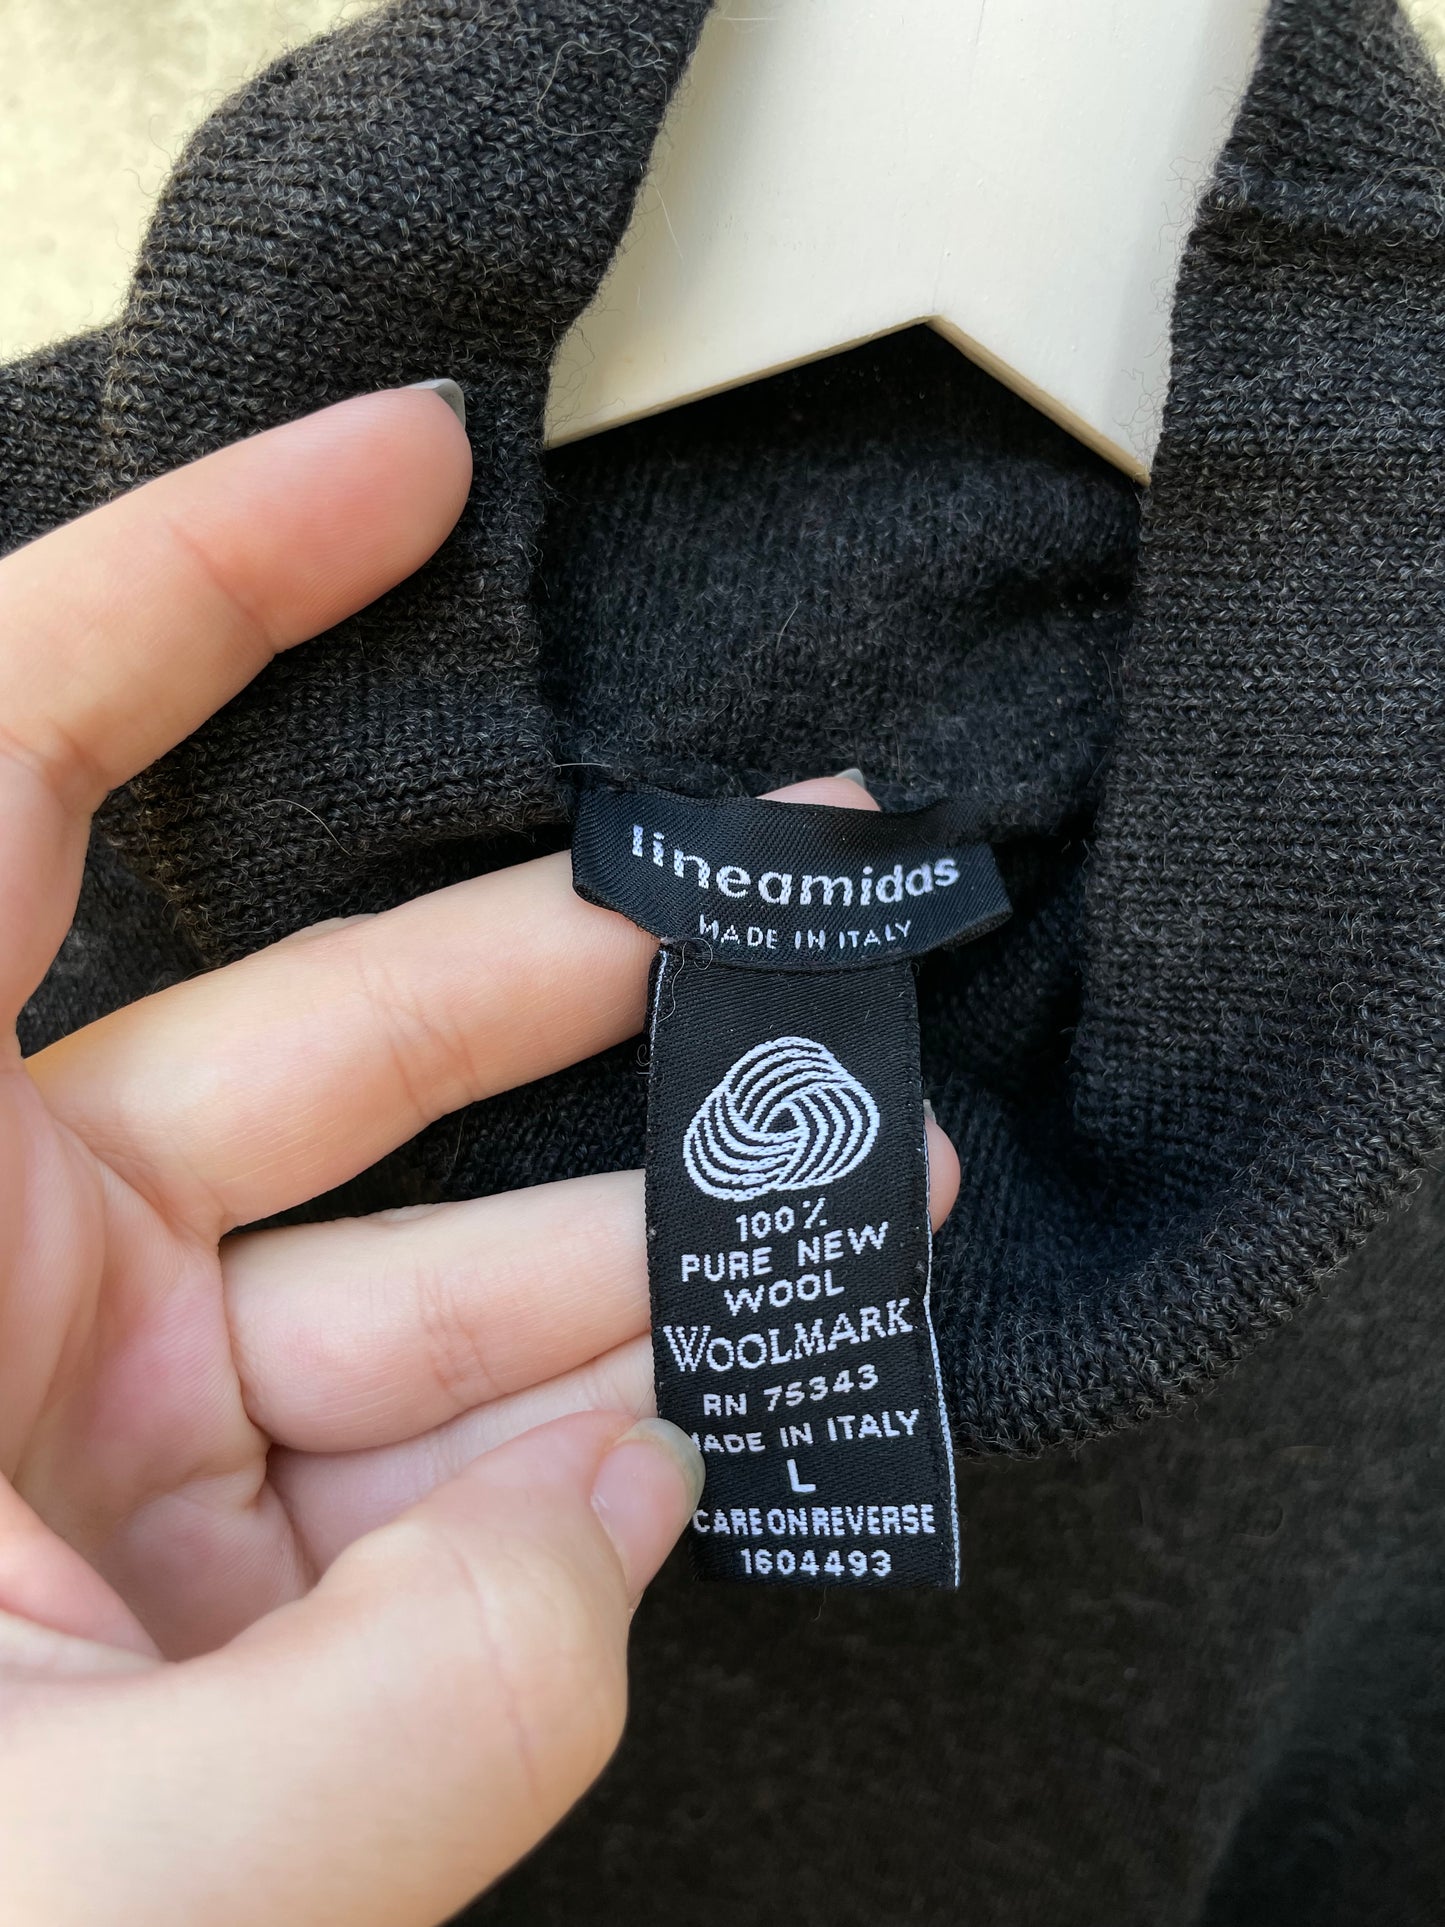 lineamidas
MADE IN ITALY
100%
PURE NEW
WOOL
WOOLMARK
RN 75343
MADE IN ITALY
L
CARE ON REVERSE
1604493